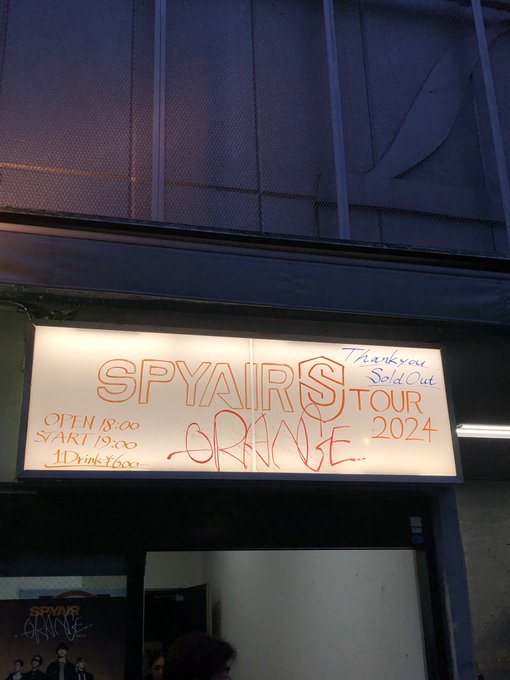 SPYAIR S TOUR
ORANGE 2024
Thank you
Sold Out
OPEN 18:00
START 19:00
1Drink ¥600
SPYAIR
ORANGE